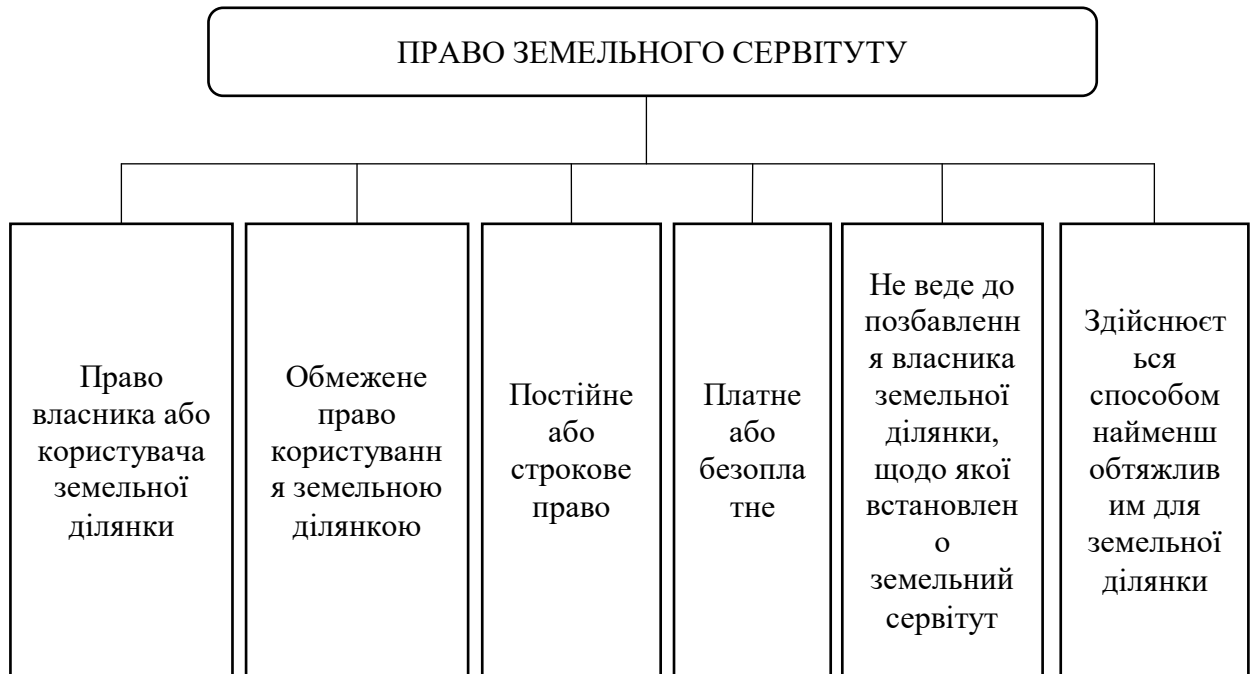 ПРАВО ЗЕМЕЛЬНОГО СЕРВІТУТУ
Право
власника або
користувача
земельної
ділянки
Обмежене
право
користуванн
я земельною
ділянкою
Постійне
або
строкове
право
Платне
або
безопла
тне
Не веде до
позбавленн
я власника
земельної
ділянки,
щодо якої
встановлен
о
земельний
сервітут
Здійснюєт
ься
способом
найменш
обтяжлив
им для
земельної
ділянки